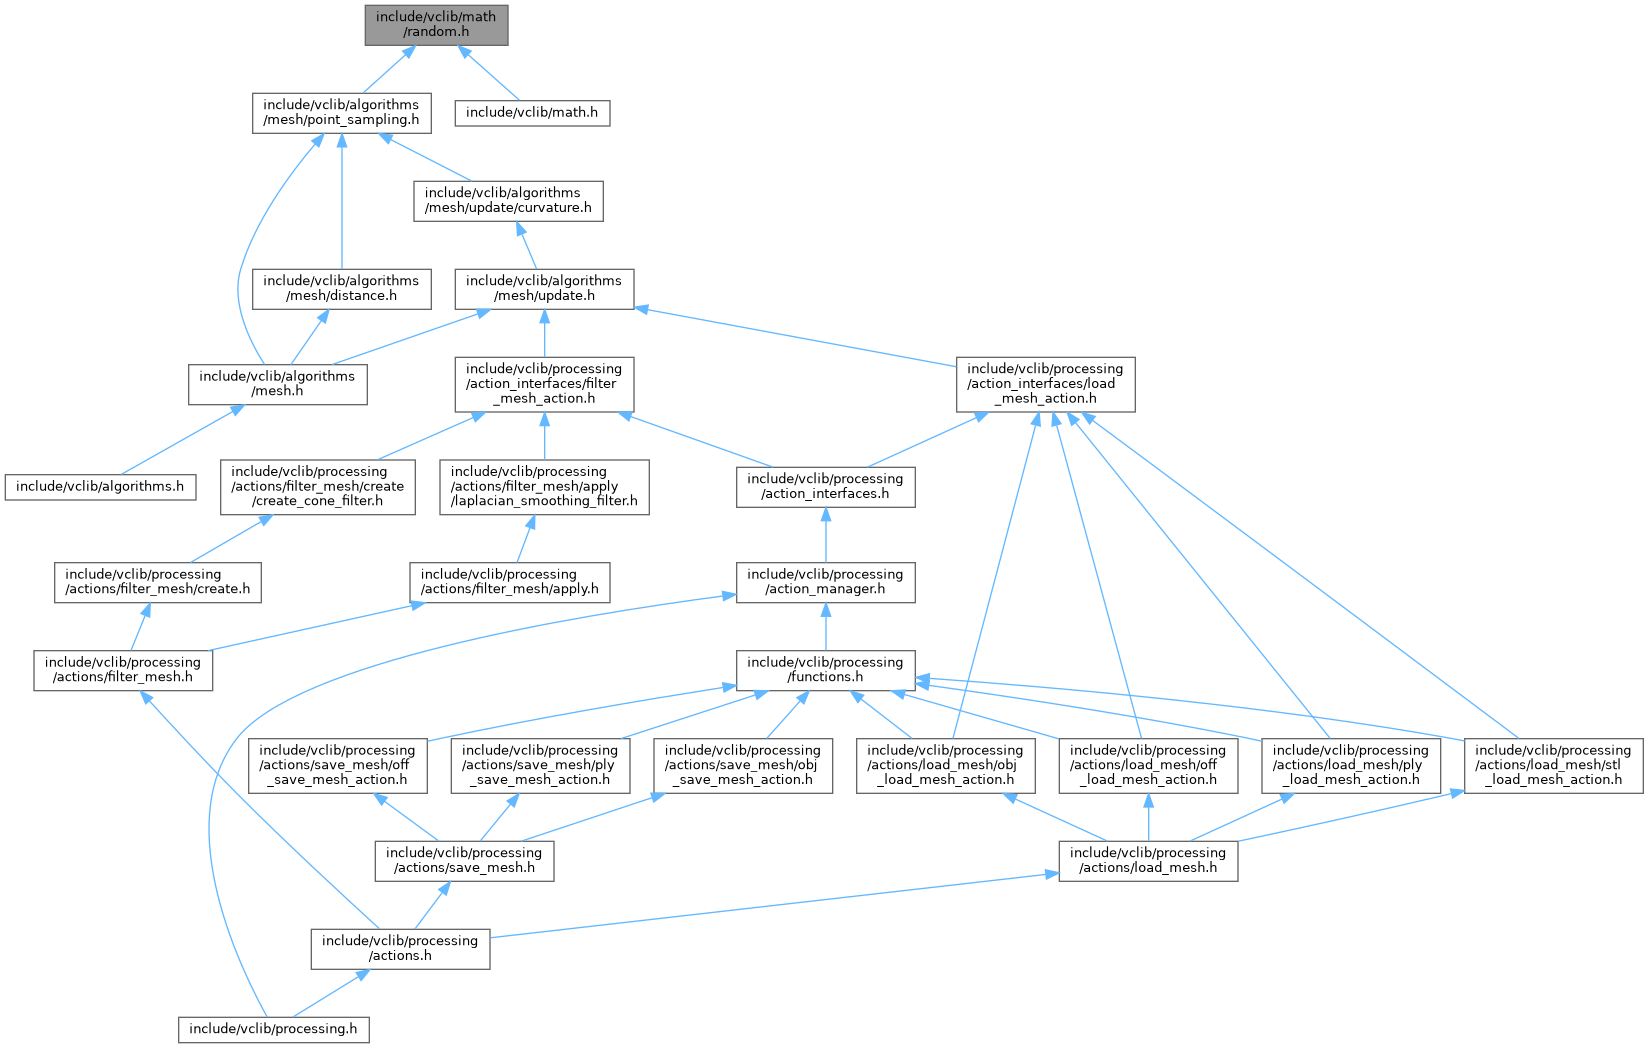 include/vclib/math
/random.h
include/vclib/algorithms
/mesh/point_sampling.h
include/vclib/math.h
include/vclib/algorithms
/mesh/update/curvature.h
include/vclib/algorithms
/mesh/distance.h
include/vclib/algorithms
/mesh/update.h
include/vclib/algorithms
/mesh.h
include/vclib/processing
/action_interfaces/filter
_mesh_action.h
include/vclib/processing
/action_interfaces/load
_mesh_action.h
include/vclib/algorithms.h
include/vclib/processing
/actions/filter_mesh/create
/create_cone_filter.h
include/vclib/processing
/actions/filter_mesh/apply
/laplacian_smoothing_filter.h
include/vclib/processing
/action_interfaces.h
include/vclib/processing
/actions/filter_mesh/create.h
include/vclib/processing
/actions/filter_mesh/apply.h
include/vclib/processing
/action_manager.h
include/vclib/processing
/actions/filter_mesh.h
include/vclib/processing
/functions.h
include/vclib/processing
/actions/save_mesh/off
_save_mesh_action.h
include/vclib/processing
/actions/save_mesh/ply
_save_mesh_action.h
include/vclib/processing
/actions/save_mesh/obj
_save_mesh_action.h
include/vclib/processing
/actions/load_mesh/obj
_load_mesh_action.h
include/vclib/processing
/actions/load_mesh/off
_load_mesh_action.h
include/vclib/processing
/actions/load_mesh/ply
_load_mesh_action.h
include/vclib/processing
/actions/load_mesh/stl
_load_mesh_action.h
include/vclib/processing
/actions/save_mesh.h
include/vclib/processing
/actions/load_mesh.h
include/vclib/processing
/actions.h
include/vclib/processing.h